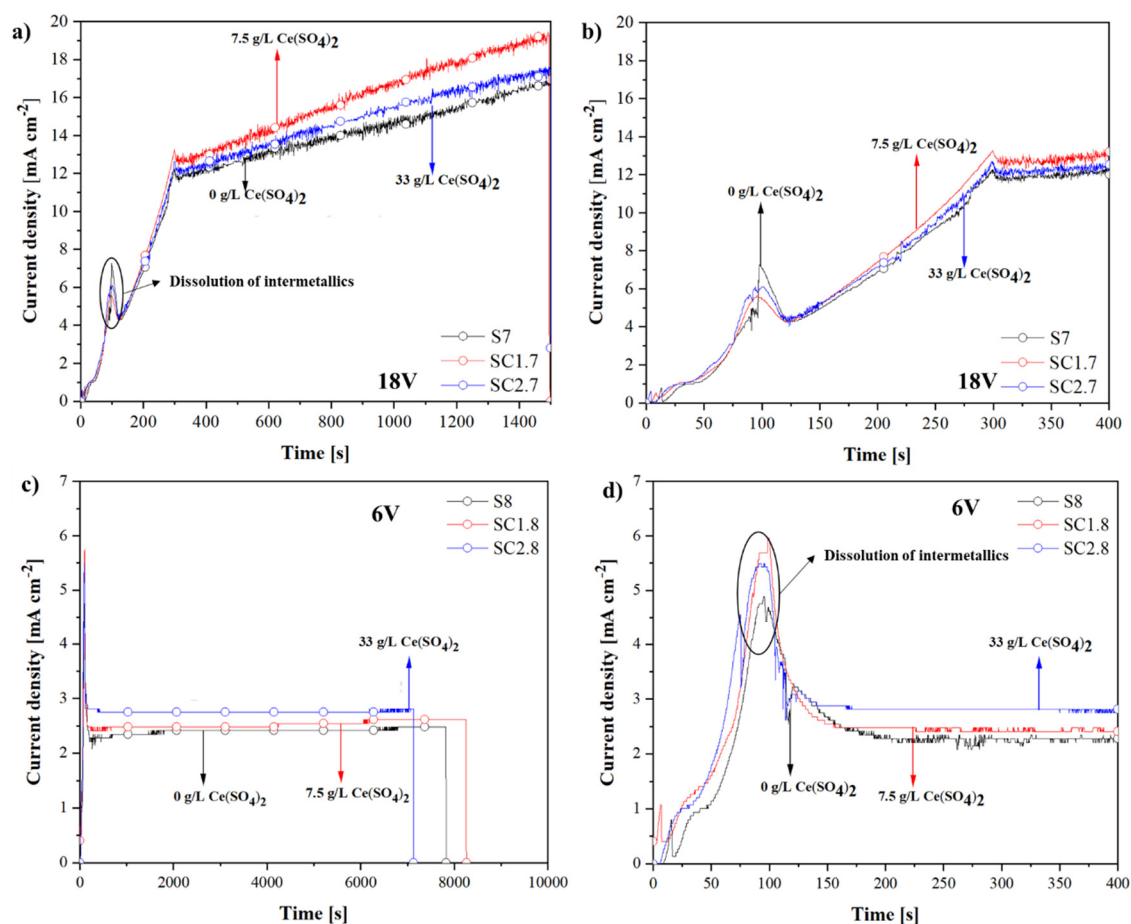 a)
20
18
16
14
12
10
8
6
4
2
0
Current density [mA cm-2]
7.5 g/L Ce(SO4)2
0 g/L Ce(SO4)2
33 g/L Ce(SO4)2
Dissolution of intermetallics
S7
SC1.7
SC2.7
18V
0 200 400 600 800 1000 1200 1400
Time [s]
b)
20
18
16
14
12
10
8
6
4
2
0
Current density [mA cm-2]
7.5 g/L Ce(SO4)2
0 g/L Ce(SO4)2
33 g/L Ce(SO4)2
S7
SC1.7
SC2.7
18V
0 50 100 150 200 250 300 350 400
Time [s]
c)
7
6
5
4
3
2
1
0
Current density [mA cm-2]
6V
S8
SC1.8
SC2.8
33 g/L Ce(SO4)2
0 g/L Ce(SO4)2
7.5 g/L Ce(SO4)2
0 2000 4000 6000 8000 10000
Time [s]
d)
7
6
5
4
3
2
1
0
Current density [mA cm-2]
6V
S8
SC1.8
SC2.8
Dissolution of intermetallics
33 g/L Ce(SO4)2
0 g/L Ce(SO4)2
7.5 g/L Ce(SO4)2
0 50 100 150 200 250 300 350 400
Time [s]